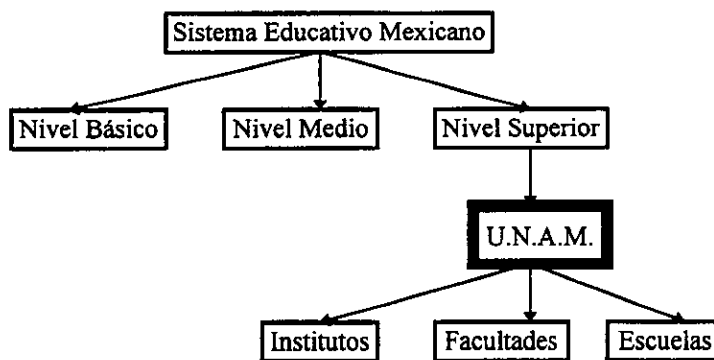 Sistema Educativo Mexicano
Nivel Básico
Nivel Medio
Nivel Superior
U.N.A.M.
Institutos
Facultades
Escuelas